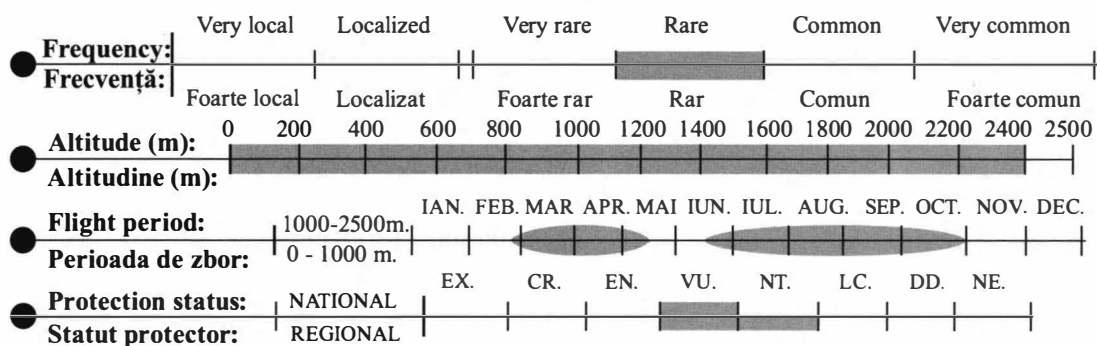 Very local Localized Very rare Rare Common Very common
Frequency:
Frecvență:
Foarte local Localizat Foarte rar Rar Comun Foarte comun
0 200 400 600 800 1000 1200 1400 1600 1800 2000 2200 2400 2500
Altitude (m):
Altitudine (m):
IAN. FEB. MAR APR. MAI IUN. IUL. AUG. SEP. OCT. NOV. DEC.
Flight period: 1000-2500m.
Perioada de zbor: 0 - 1000 m.
EX. CR. EN. VU. NT. LC. DD. NE.
Protection status: NATIONAL
Statut protector: REGIONAL